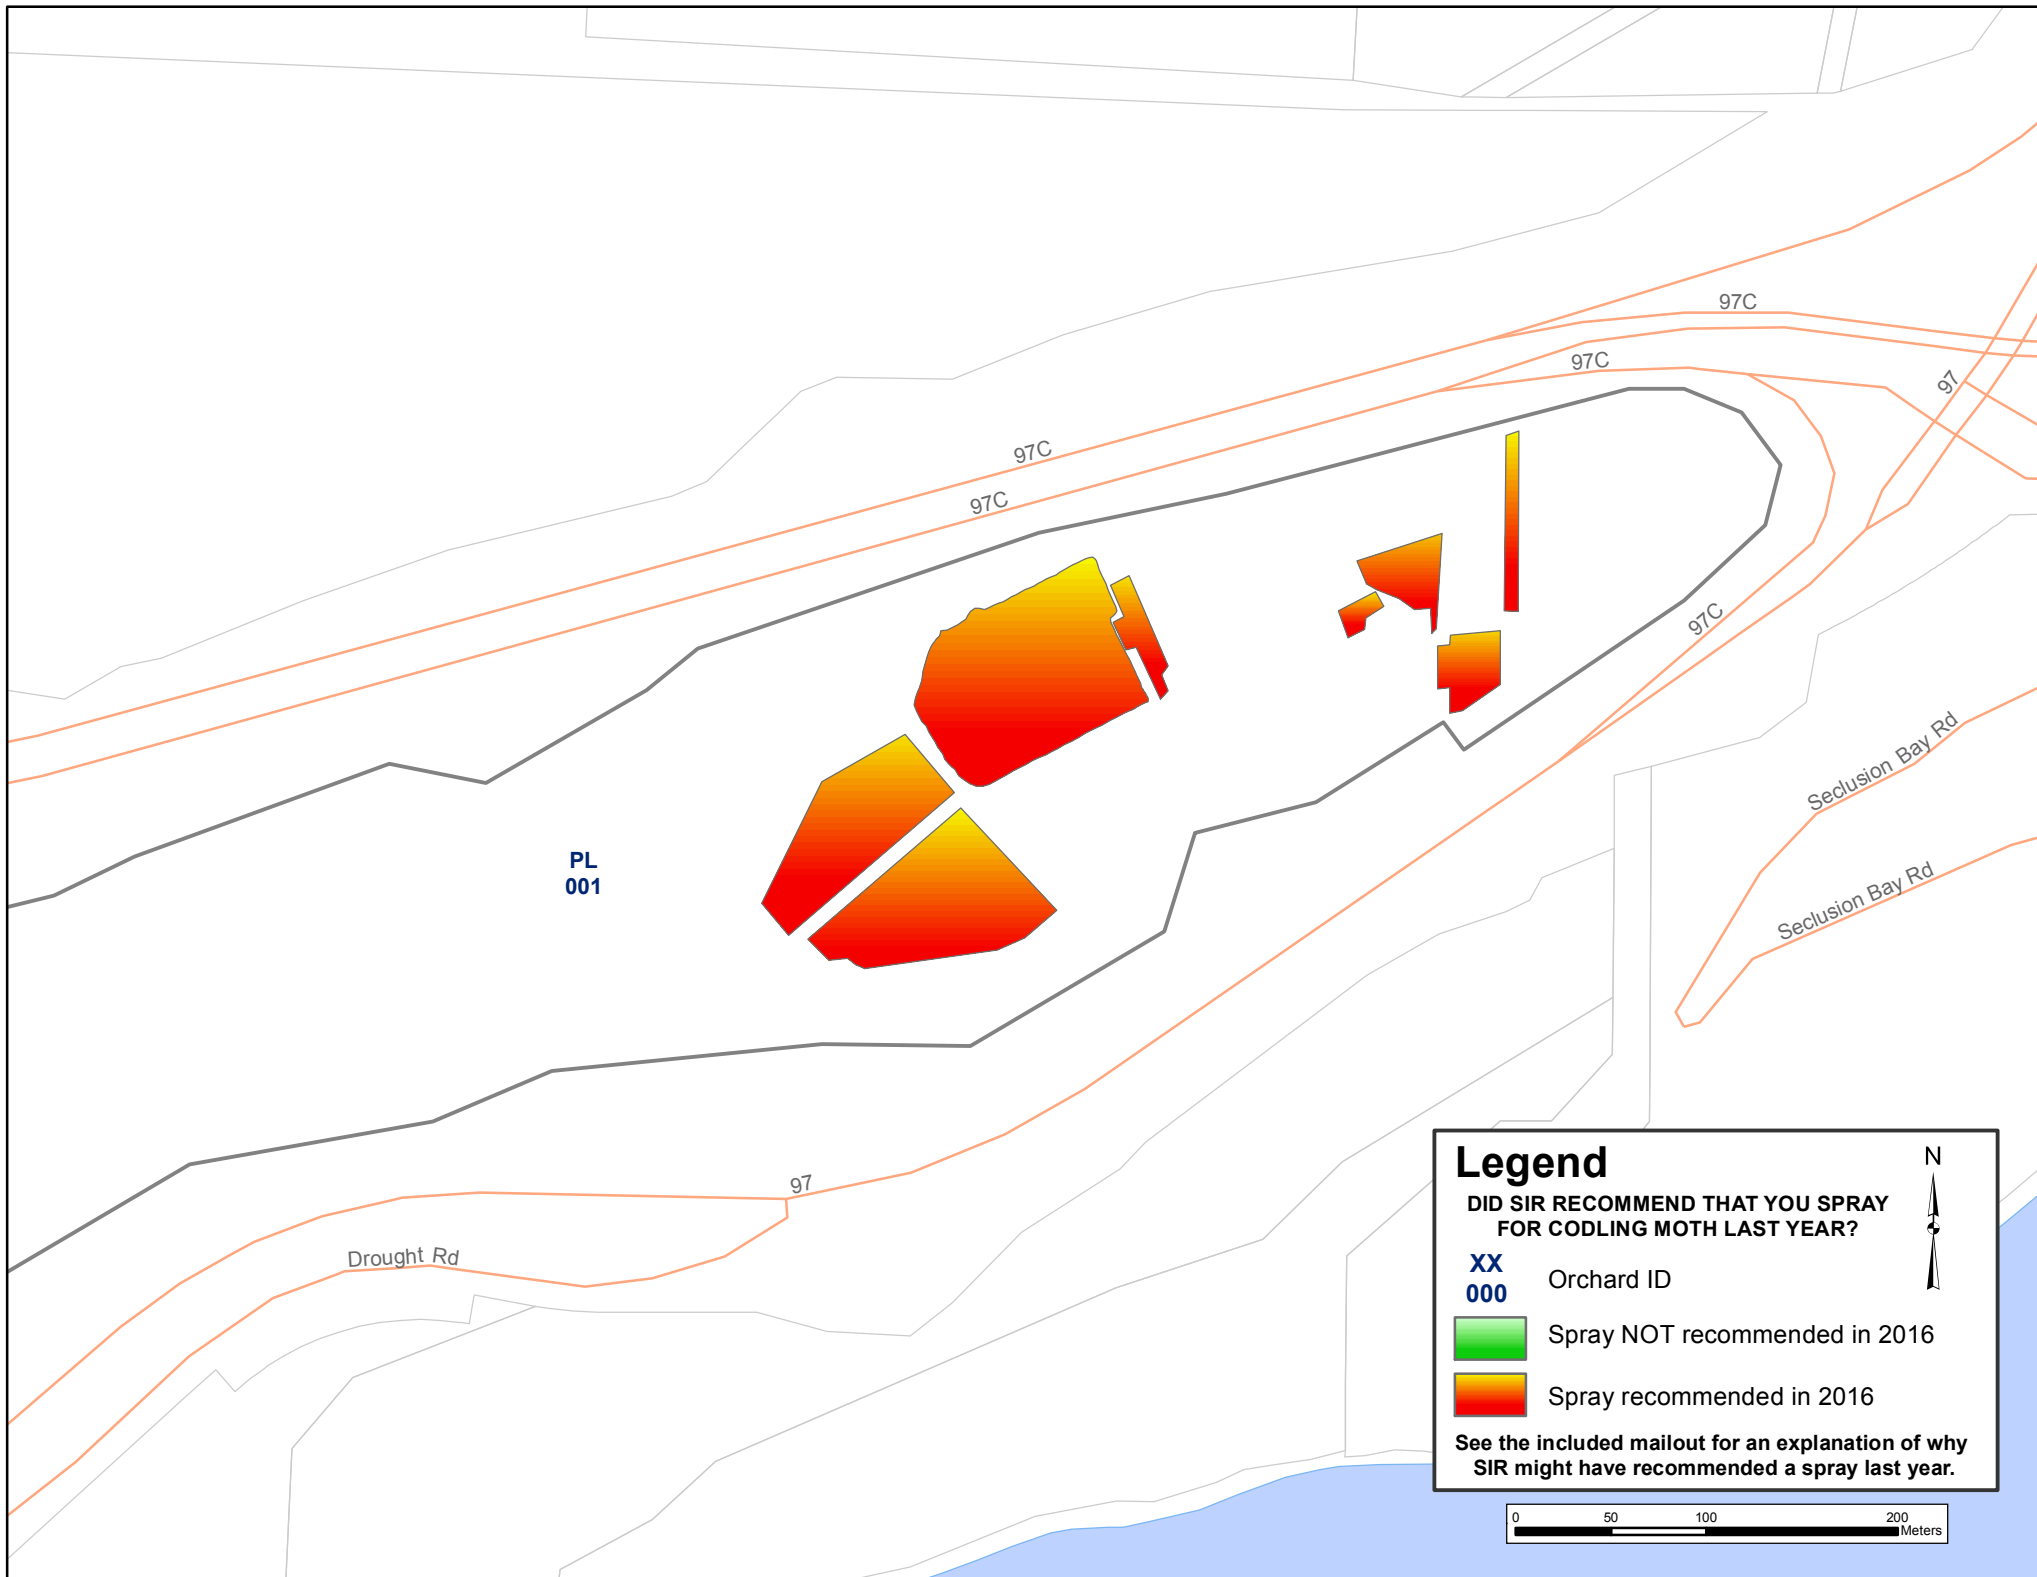 97C
97C
97
97C
97C
97C
Seclusion Bay Rd
PL
001
Seclusion Bay Rd
97
Drought Rd
Legend
N
DID SIR RECOMMEND THAT YOU SPRAY
FOR CODLING MOTH LAST YEAR?
XX
000
Orchard ID
Spray NOT recommended in 2016
Spray recommended in 2016
See the included mailout for an explanation of why
SIR might have recommended a spray last year.
0 50 100 200
Meters